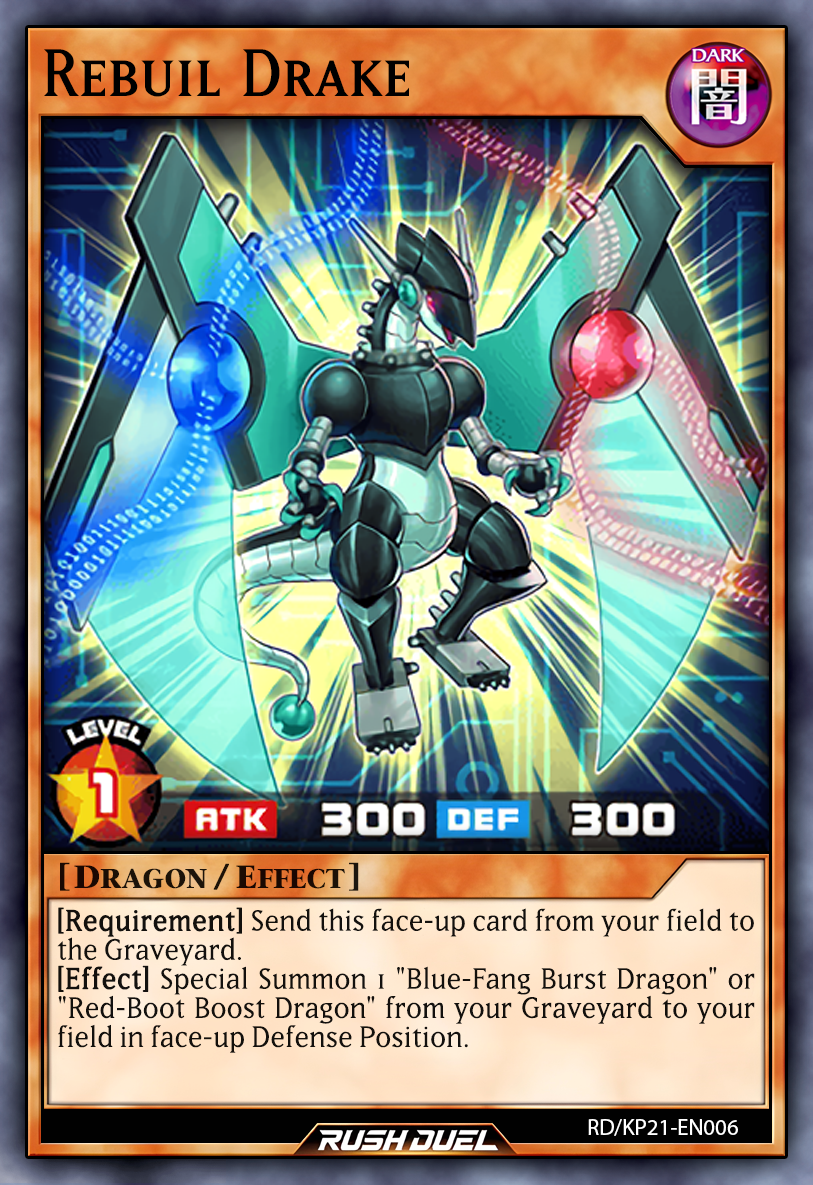 REBUIL DRAKE
DARK
闇
LEVEL
1
ATK 300 DEF 300
[DRAGON / EFFECT]
[Requirement] Send this face-up card from your field to
the Graveyard.
[Effect] Special Summon 1 "Blue-Fang Burst Dragon" or
"Red-Boot Boost Dragon" from your Graveyard to your
field in face-up Defense Position.
RD/KP21-EN006
RUSH DUEL